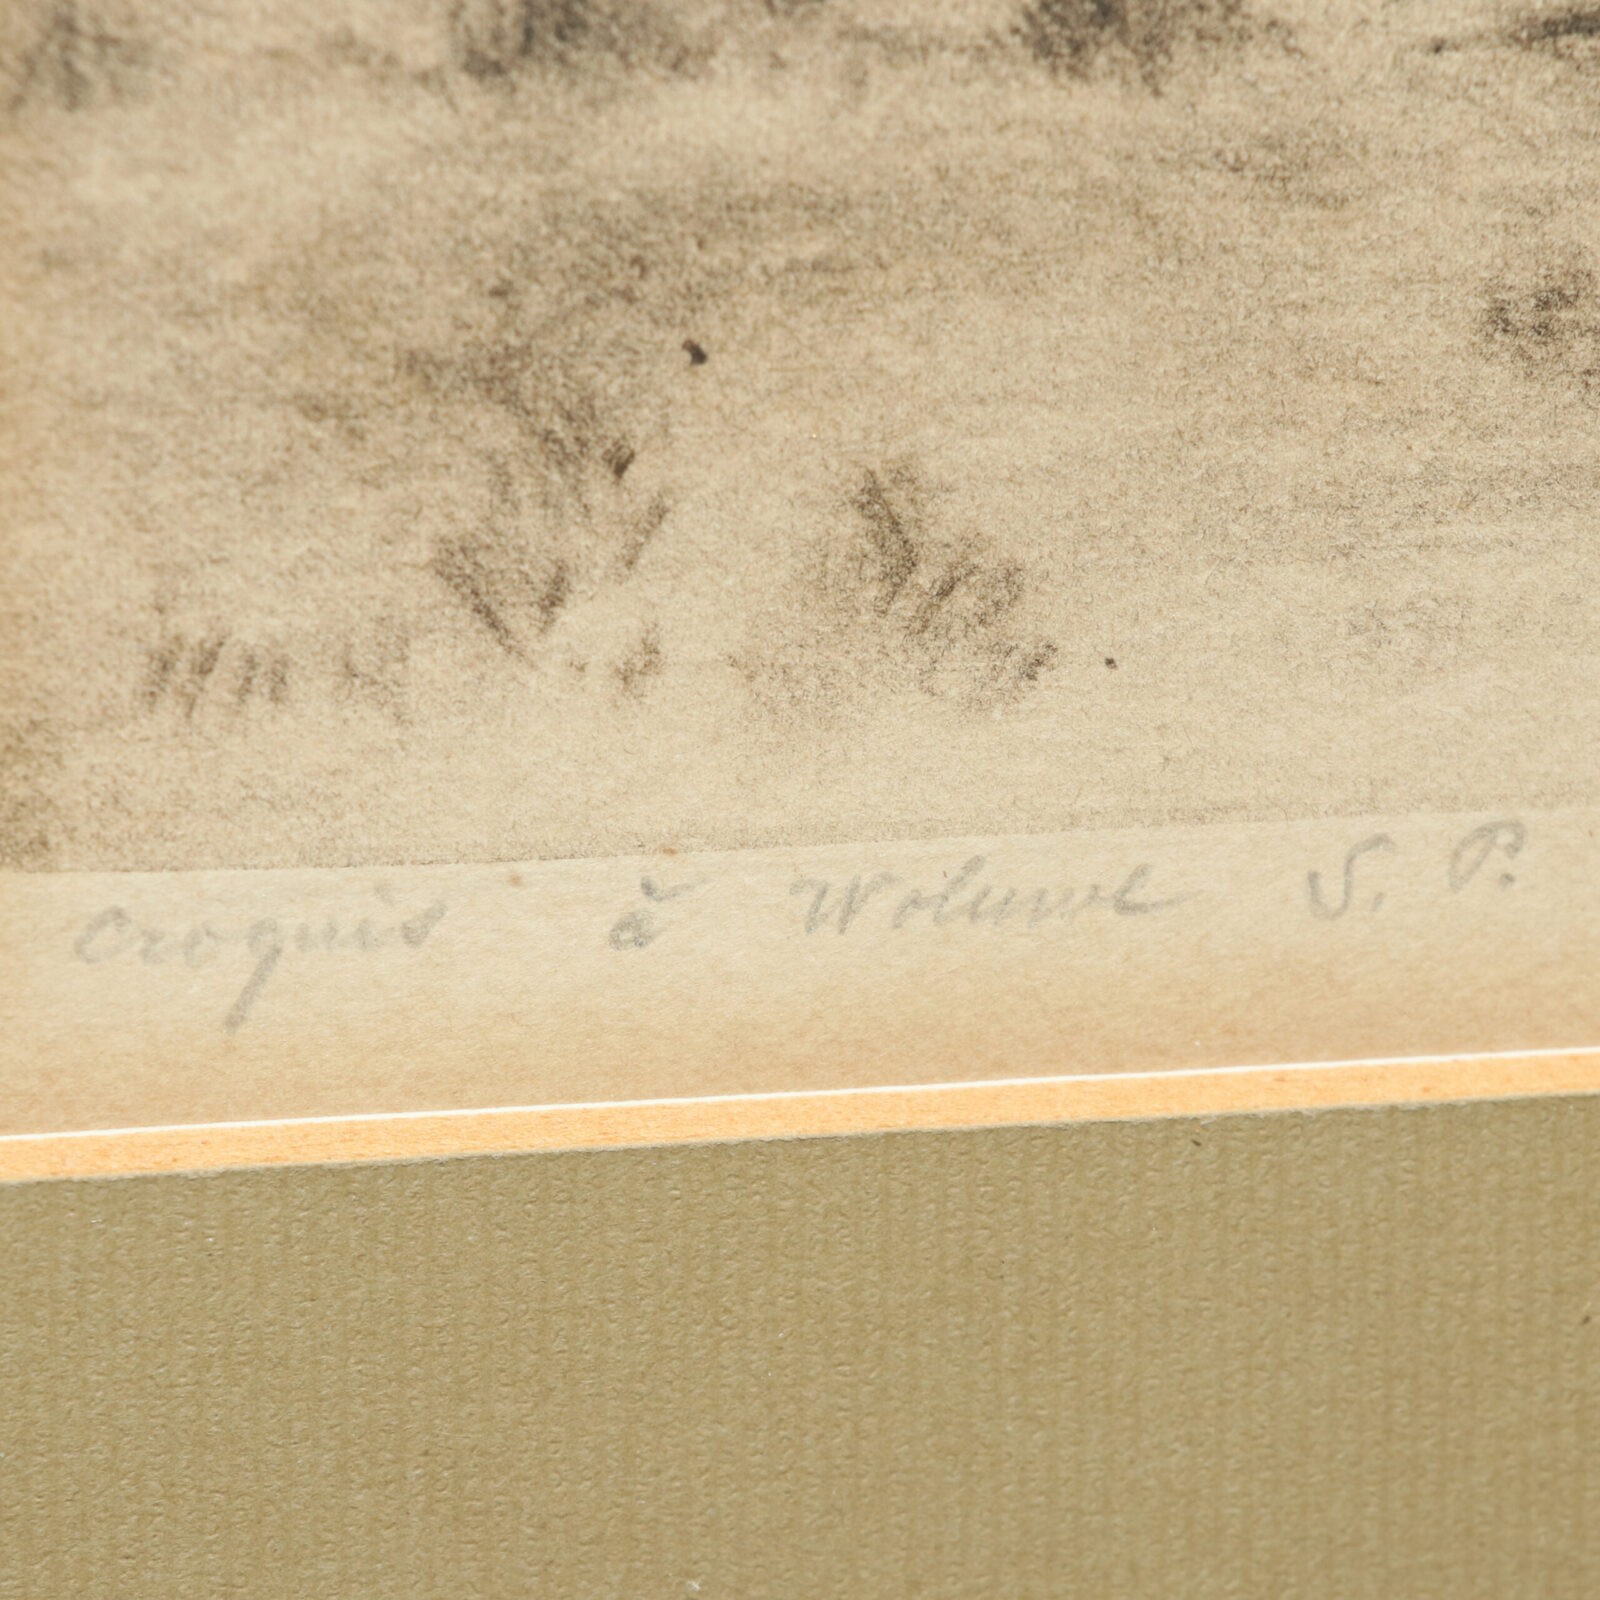 Croquis à Woluwe S. P.